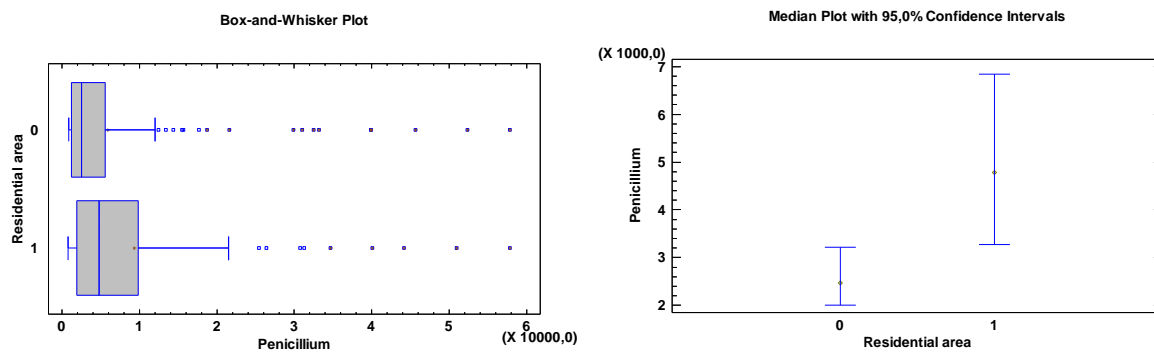 Box-and-Whisker Plot
Residential area
0
1
0 1 2 3 4 5 6
(X 10000,0)
Penicillium
Median Plot with 95,0% Confidence Intervals
(X 1000,0)
Penicillium
7
6
5
4
3
2
0 1
Residential area